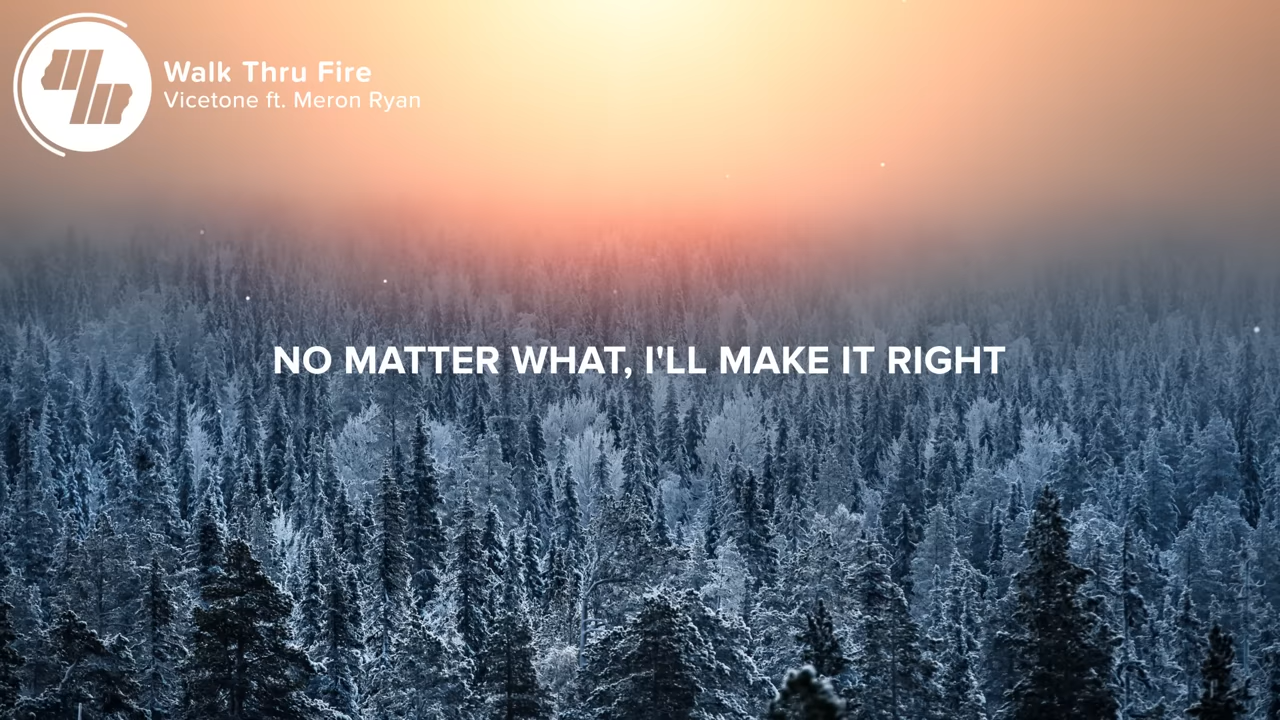 Walk Thru Fire
Vicetone ft. Meron Ryan
NO MATTER WHAT, I'LL MAKE IT RIGHT